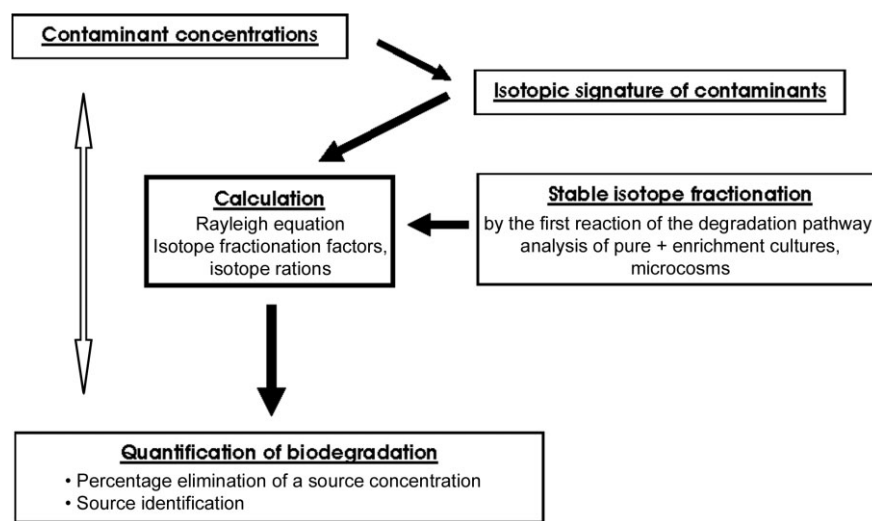 Contaminant concentrations
Isotopic signature of contaminants
Calculation
Rayleigh equation
Isotope fractionation factors,
isotope rations
Stable isotope fractionation
by the first reaction of the degradation pathway
analysis of pure + enrichment cultures,
microcosms
Quantification of biodegradation
• Percentage elimination of a source concentration
• Source identification